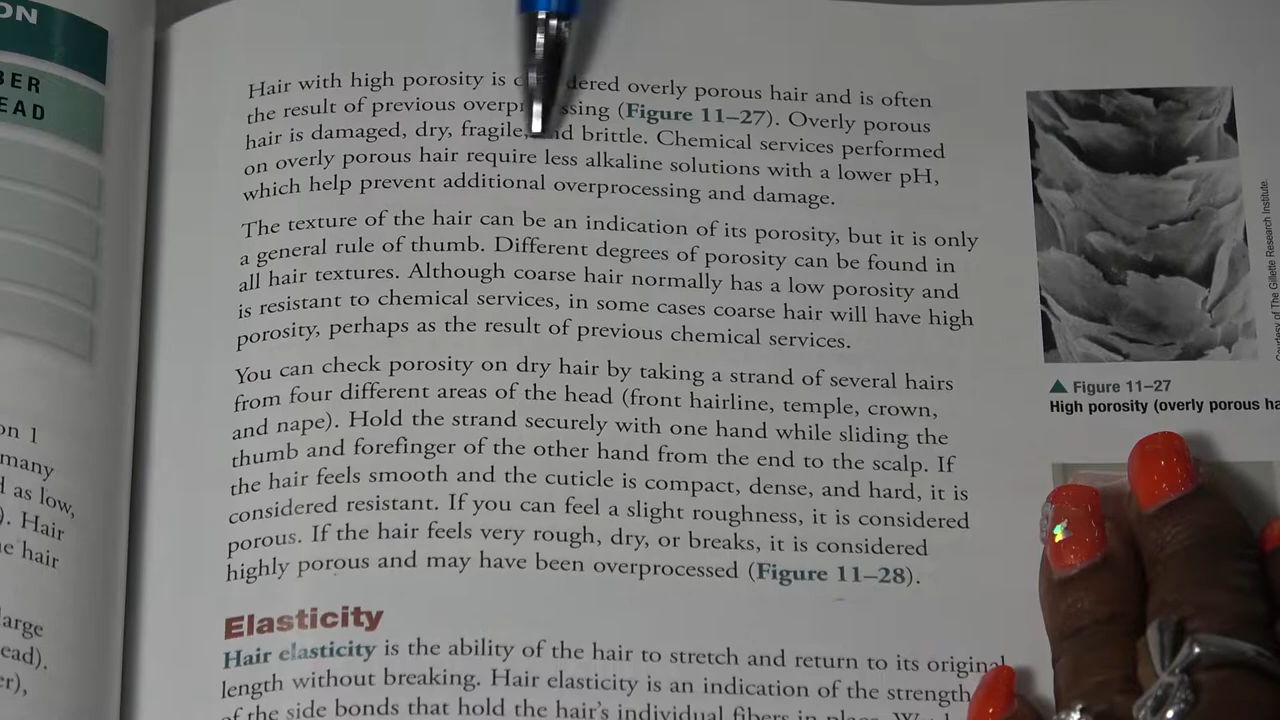 ON
BER
EAD
on 1
many
d as low,
). Hair
e hair
arge
ead).
er),
Hair with high porosity is considered overly porous hair and is often
the result of previous overprocessing (Figure 11–27). Overly porous
hair is damaged, dry, fragile, and brittle. Chemical services performed
on overly porous hair require less alkaline solutions with a lower pH,
which help prevent additional overprocessing and damage.
The texture of the hair can be an indication of its porosity, but it is only
a general rule of thumb. Different degrees of porosity can be found in
all hair textures. Although coarse hair normally has a low porosity and
is resistant to chemical services, in some cases coarse hair will have high
porosity, perhaps as the result of previous chemical services.
You can check porosity on dry hair by taking a strand of several hairs
from four different areas of the head (front hairline, temple, crown,
and nape). Hold the strand securely with one hand while sliding the
thumb and forefinger of the other hand from the end to the scalp. If
the hair feels smooth and the cuticle is compact, dense, and hard, it is
considered resistant. If you can feel a slight roughness, it is considered
porous. If the hair feels very rough, dry, or breaks, it is considered
highly porous and may have been overprocessed (Figure 11–28).
Elasticity
Hair elasticity is the ability of the hair to stretch and return to its original
length without breaking. Hair elasticity is an indication of the strength
of the side bonds that hold the hair's individual fibers in place.
▲ Figure 11–27
High porosity (overly porous ha
Courtesy of The Gillette Research Institute.